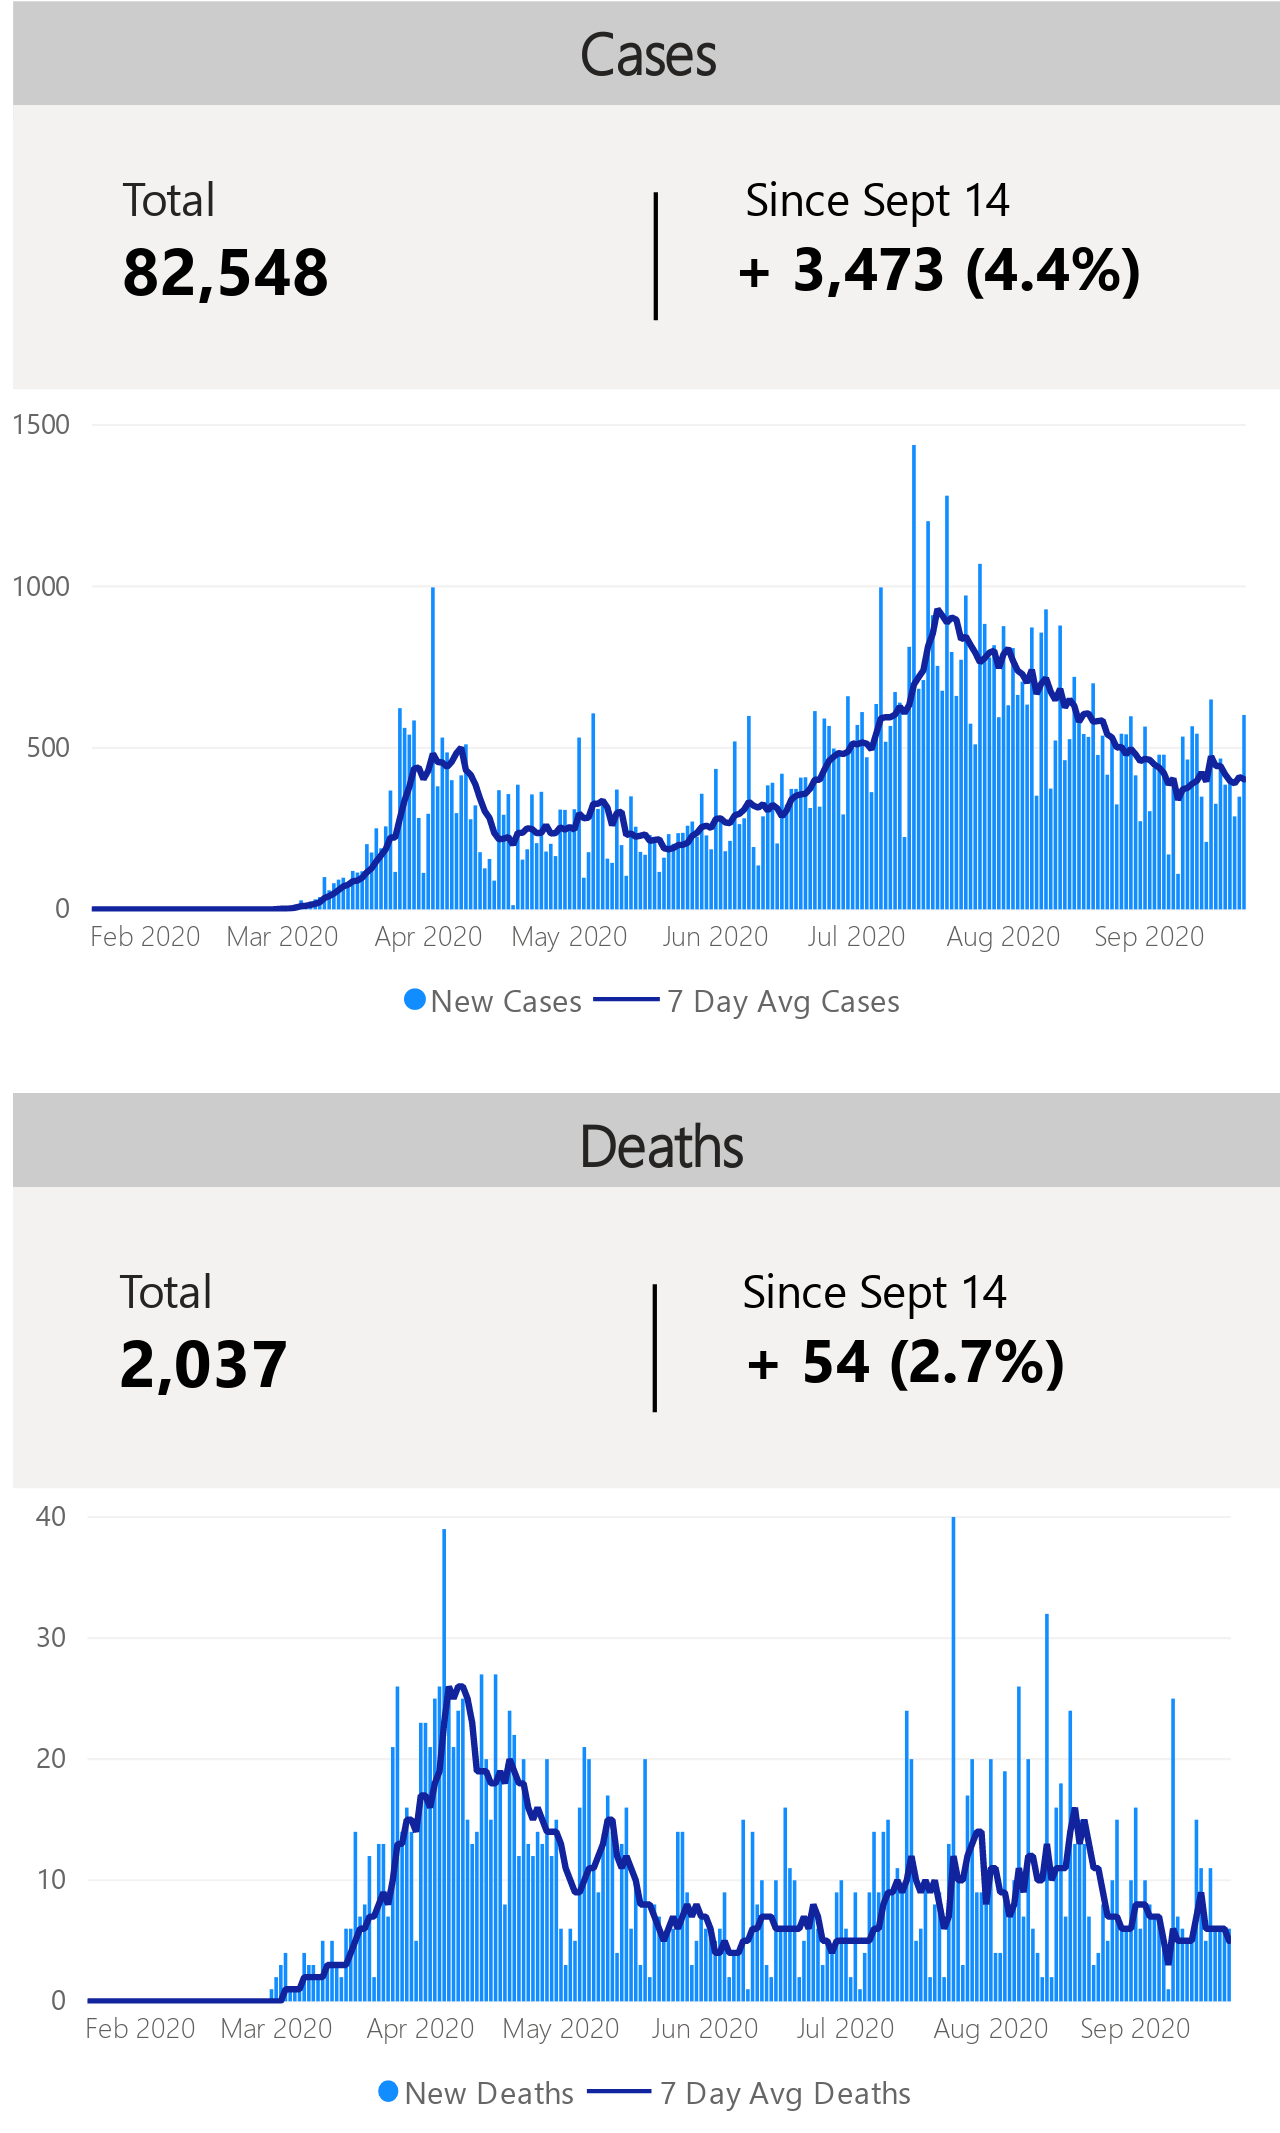 Cases
Total
Since Sept 14
82,548
+ 3,473 (4.4%)
1500
1000
500
0
Feb 2020 Mar 2020 Apr 2020 May 2020 Jun 2020 Jul 2020 Aug 2020 Sep 2020
New Cases 7 Day Avg Cases
Deaths
Total
Since Sept 14
2,037
+ 54 (2.7%)
40
30
20
10
0
Feb 2020 Mar 2020 Apr 2020 May 2020 Jun 2020 Jul 2020 Aug 2020 Sep 2020
New Deaths 7 Day Avg Deaths